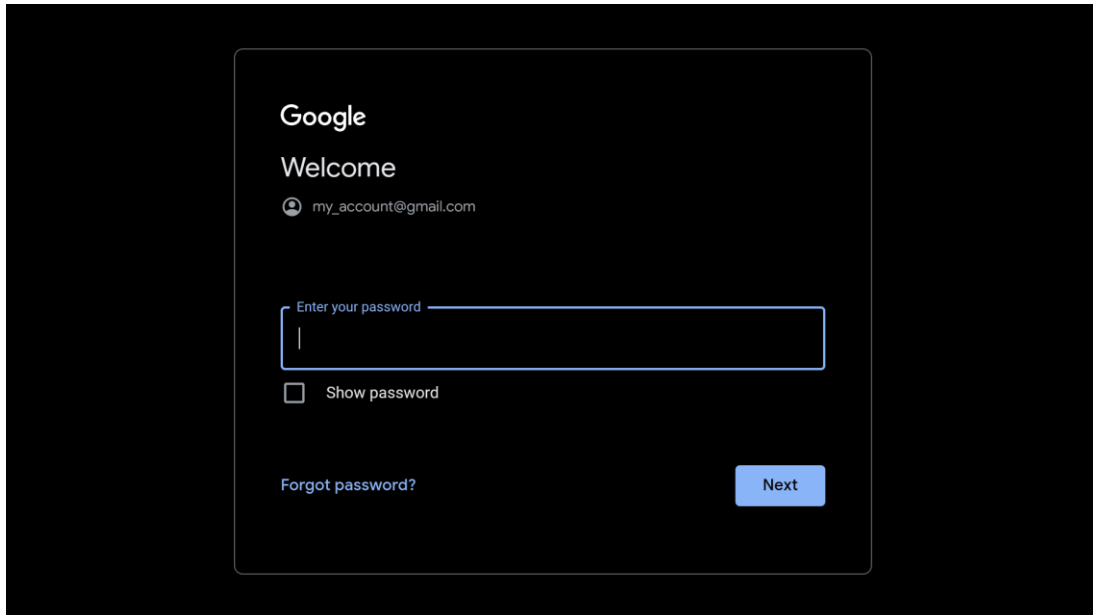 Google
Welcome
my_account@gmail.com
Enter your password
Show password
Forgot password?
Next